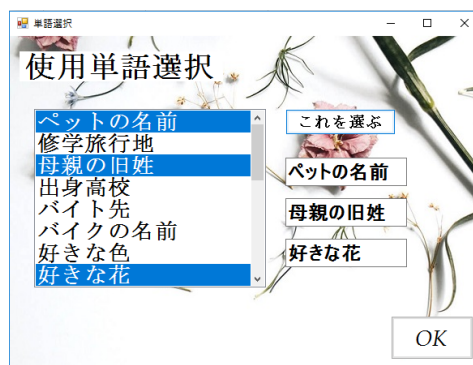 単語選択
使用単語選択
ペットの名前
修学旅行地
母親の旧姓
出身高校
バイト先
バイクの名前
好きな色
好きな花
これを選ぶ
ペットの名前
母親の旧姓
好きな花
OK